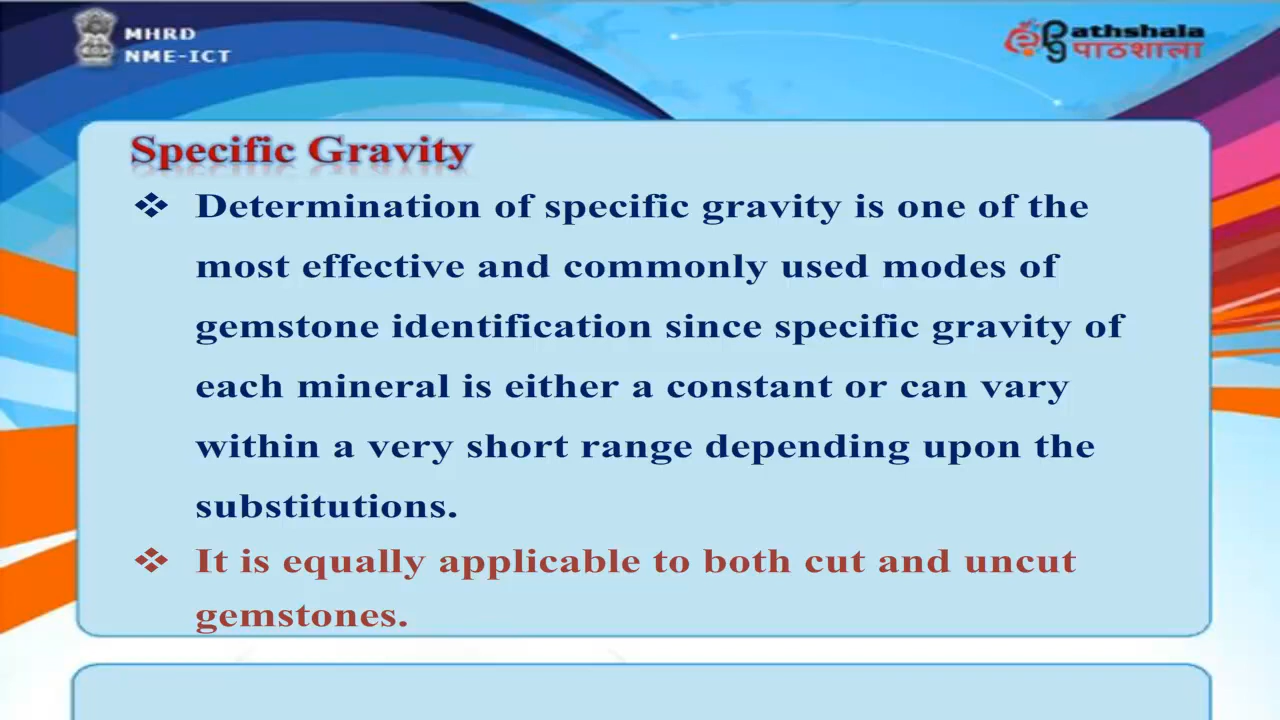 MHRD
NME-ICT
ePG athshala
पाठशाला
Specific Gravity
❖ Determination of specific gravity is one of the
most effective and commonly used modes of
gemstone identification since specific gravity of
each mineral is either a constant or can vary
within a very short range depending upon the
substitutions.
❖ It is equally applicable to both cut and uncut
gemstones.